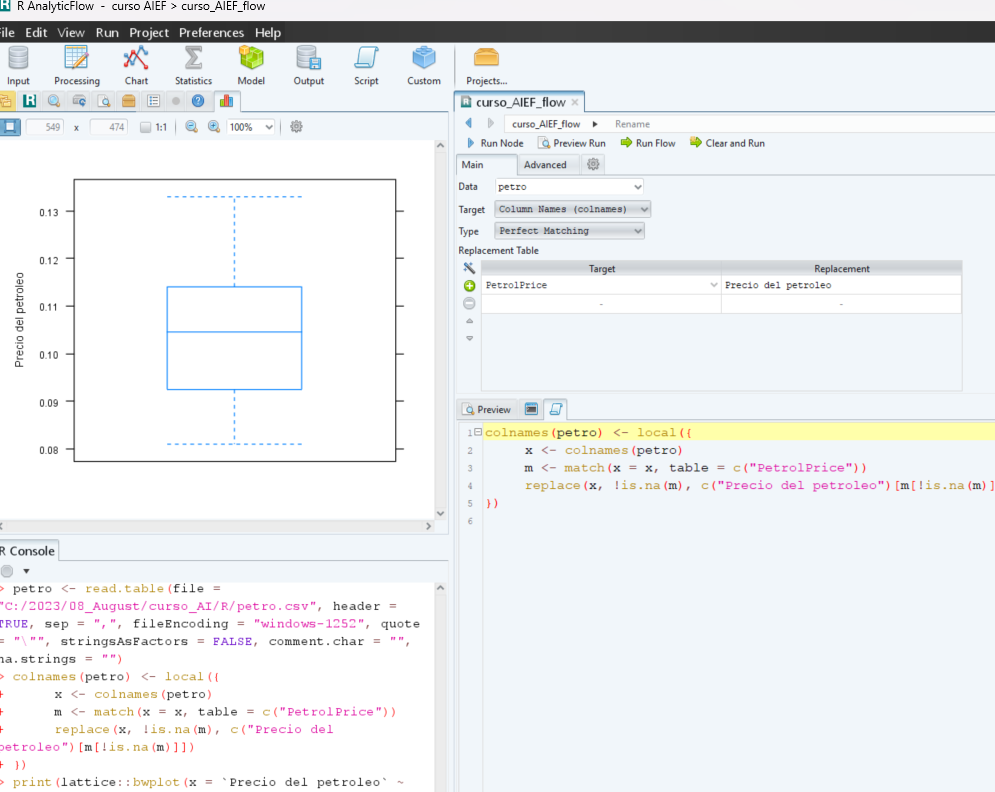 R AnalyticFlow - curso AIEF > curso_AIEF_flow
File Edit View Run Project Preferences Help
Input Processing Chart Statistics Model Output Script Custom Projects...
549 x 474 1:1 100%
0.13
0.12
0.11
0.10
0.09
0.08
Precio del petroleo
curso_AIEF_flow
curso_AIEF_flow Rename
Run Node Preview Run Run Flow Clear and Run
Main Advanced
Data petro
Target Column Names (colnames)
Type Perfect Matching
Replacement Table
Target Replacement
PetrolPrice Precio del petroleo
- -
Preview
1 colnames(petro) <- local({
2 x <- colnames(petro)
3 m <- match(x = x, table = c("PetrolPrice"))
4 replace(x, !is.na(m), c("Precio del petroleo")[m[!is.na(m)]
5 })
6
R Console
> petro <- read.table(file =
"C:/2023/08_August/curso_AI/R/petro.csv", header =
TRUE, sep = ",", fileEncoding = "windows-1252", quote
= "\"", stringsAsFactors = FALSE, comment.char = "",
na.strings = "")
> colnames(petro) <- local({
+ x <- colnames(petro)
+ m <- match(x = x, table = c("PetrolPrice"))
+ replace(x, !is.na(m), c("Precio del
petroleo")[m[!is.na(m)]])
+ })
> print(lattice::bwplot(x = `Precio del petroleo` ~